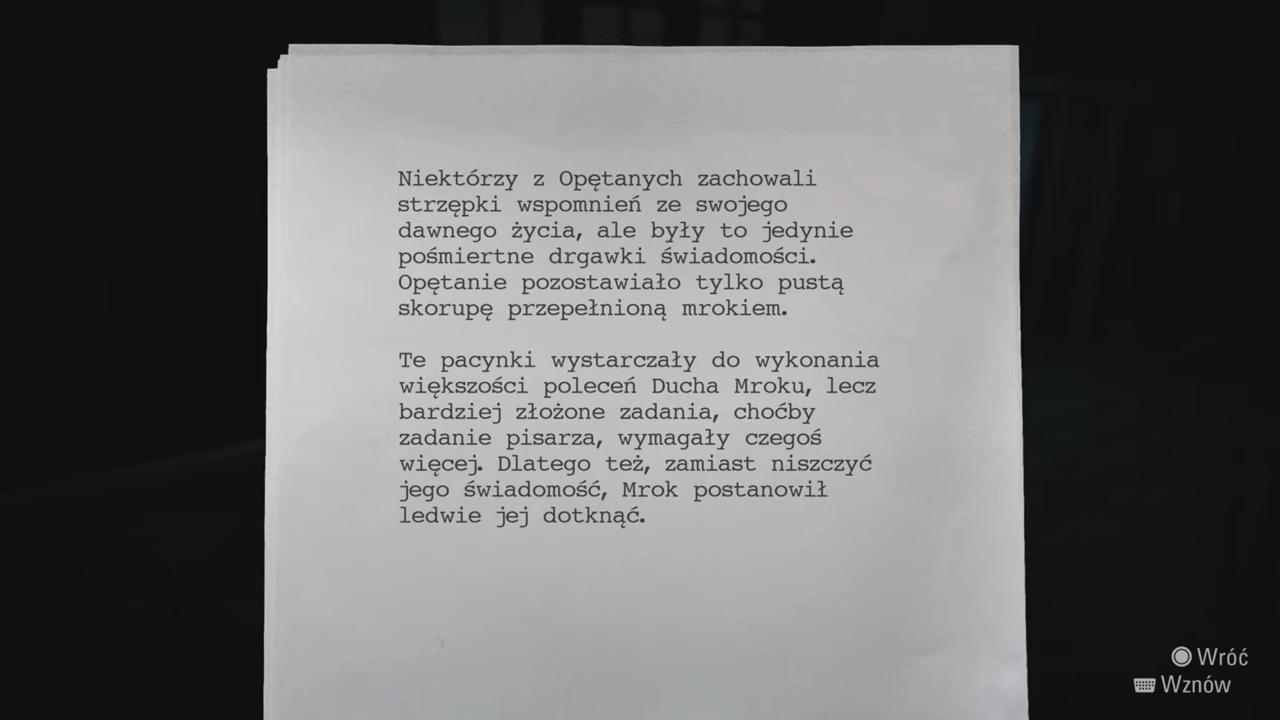 Niektórzy z Opętanych zachowali
strzępki wspomnień ze swojego
dawnego życia, ale były to jedynie
pośmiertne drgawki świadomości.
Opętanie pozostawiało tylko pustą
skorupę przepełnioną mrokiem.
Te pacynki wystarczały do wykonania
większości poleceń Ducha Mroku, lecz
bardziej złożone zadania, choćby
zadanie pisarza, wymagały czegoś
więcej. Dlatego też, zamiast niszczyć
jego świadomość, Mrok postanowił
ledwie jej dotknąć.
Wróć
Wznów